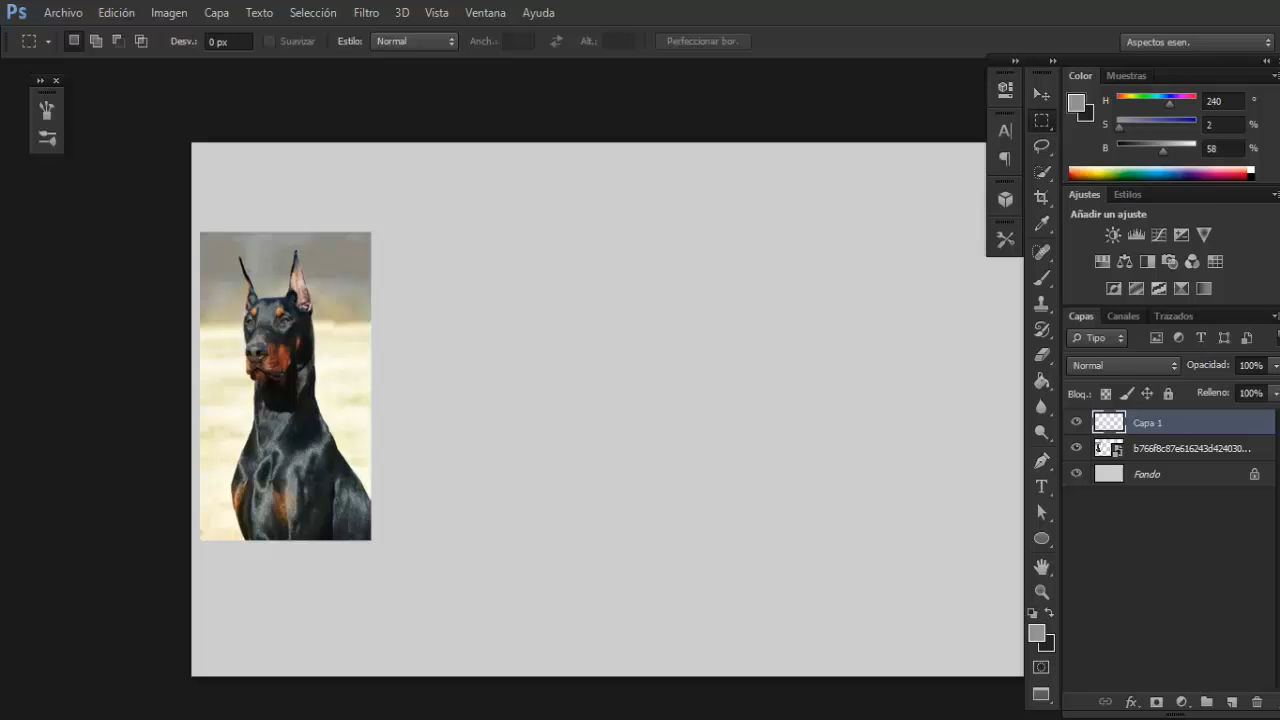 Ps Archivo Edición Imagen Capa Texto Selección Filtro 3D Vista Ventana Ayuda
Desv.: 0 px Suavizar Estilo: Normal Anch.: Alt.: Perfeccionar bor. Aspectos esen.
Color Muestras
H 240 °
S 2 %
B 58 %
Ajustes Estilos
Añadir un ajuste
Capas Canales Trazados
Tipo
Normal Opacidad: 100%
Bloq.: Relleno: 100%
Capa 1
b766f8c87e616243d424030...
Fondo